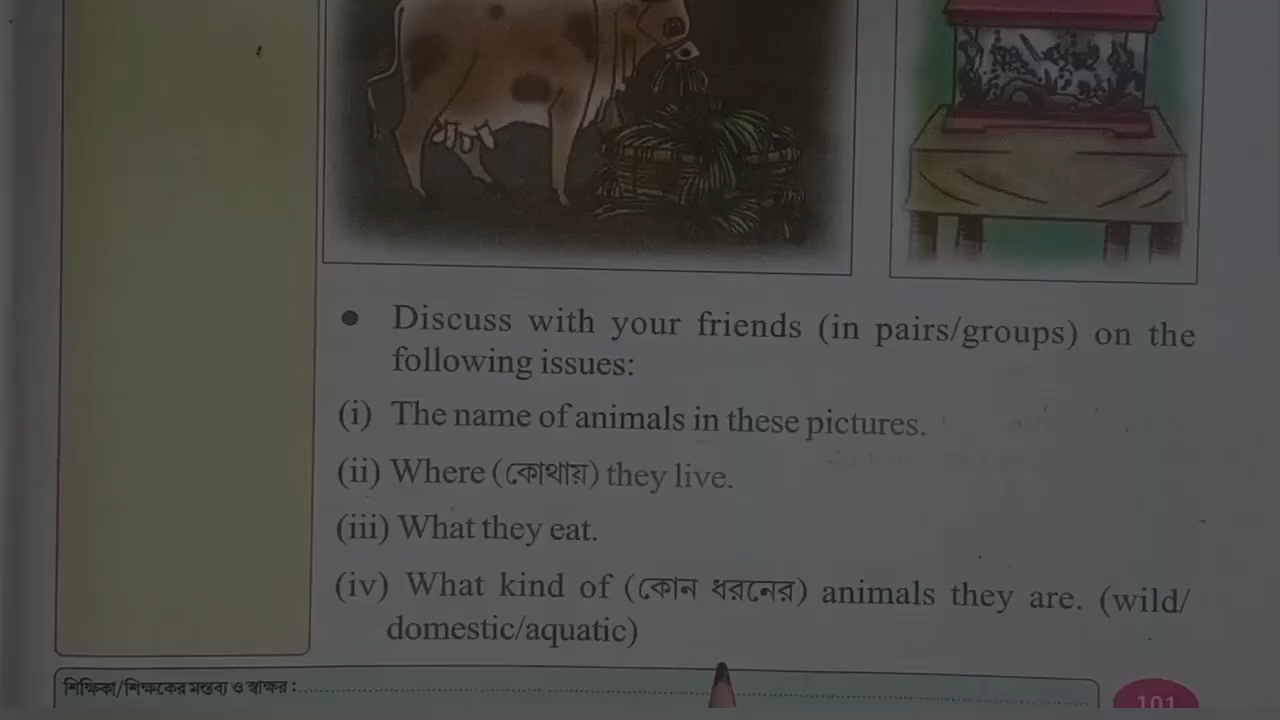 • Discuss with your friends (in pairs/groups) on the
following issues:
(i) The name of animals in these pictures.
(ii) Where (কোথায়) they live.
(iii) What they eat.
(iv) What kind of (কোন ধরনের) animals they are. (wild/
domestic/aquatic)
শিক্ষিকা/শিক্ষকের মন্তব্য ও স্বাক্ষর :
101